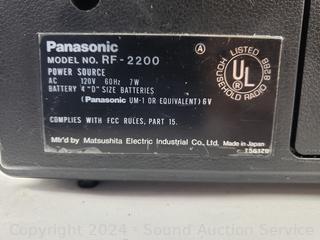 Panasonic
MODEL NO. RF-2200
POWER SOURCE
AC 120V 60Hz 7W
BATTERY 4 "D" SIZE BATTERIES
(Panasonic UM-1 OR EQUIVALENT) 6V
COMPLIES WITH FCC RULES, PART 15.
Mfr'd by Matsushita Electric Industrial Co., Ltd. Made in Japan
A
LISTED 8828
UL
HOUSEHOLD RADIO
Copyright 2024 - Sound Auction Service